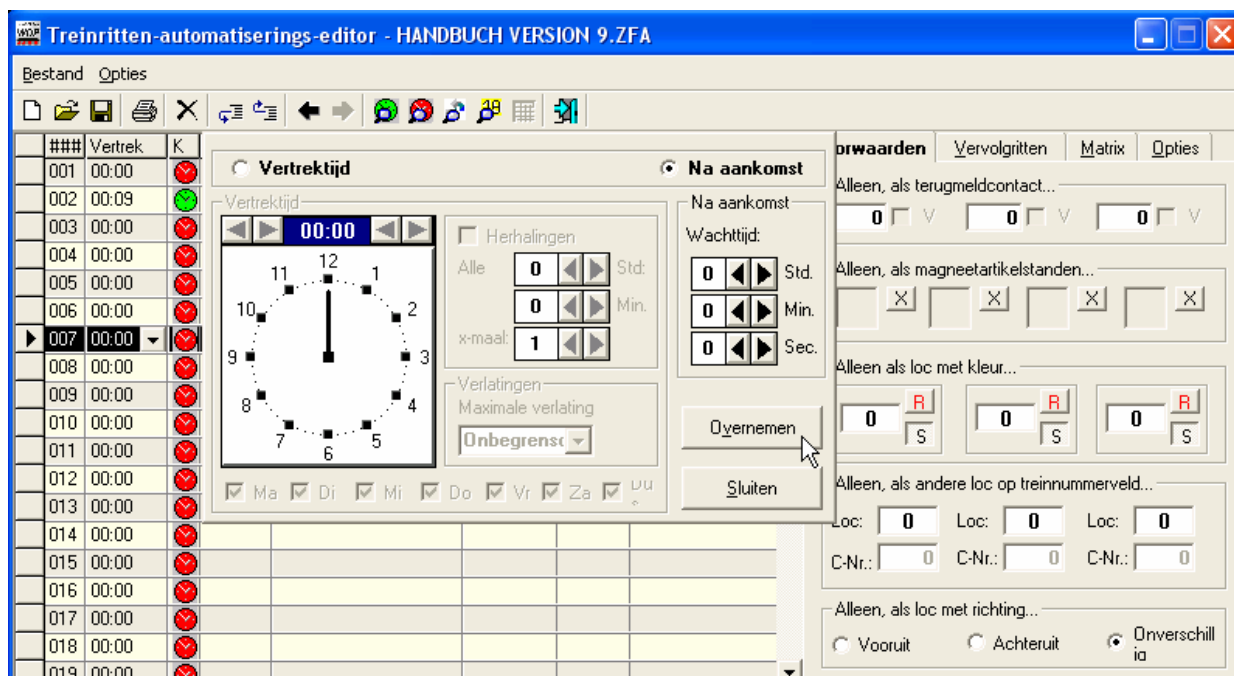 Treinritten-automatiserings-editor - HANDBUCH VERSION 9.ZFA
Bestand Opties
### Vertrek K
001 00:00
002 00:09
003 00:00
004 00:00
005 00:00
006 00:00
007 00:00
008 00:00
009 00:00
010 00:00
011 00:00
012 00:00
013 00:00
014 00:00
015 00:00
016 00:00
017 00:00
018 00:00
019 00:00
Vertrektijd Na aankomst
Vertrektijd
00:00
12
1
2
3
4
5
6
7
8
9
10
11
Herhalingen
Alle 0 Std:
0 Min.
x-maal: 1
Verlatingen
Maximale verlating
Onbegrensc
Ma Di Mi Do Vr Za
Na aankomst
Wachttijd:
0 Std.
0 Min.
0 Sec.
Overnemen
Sluiten
orwaarden Vervolgritten Matrix Opties
Alleen, als terugmeldcontact...
0 V 0 V 0 V
Alleen, als magneetartikelstanden...
X X X X
Alleen als loc met kleur...
0 R S 0 R S 0 R S
Alleen, als andere loc op treinnummerveld...
Loc: 0 Loc: 0 Loc: 0
C-Nr.: 0 C-Nr.: 0 C-Nr.: 0
Alleen, als loc met richting...
Vooruit Achteruit Onverschill
ig